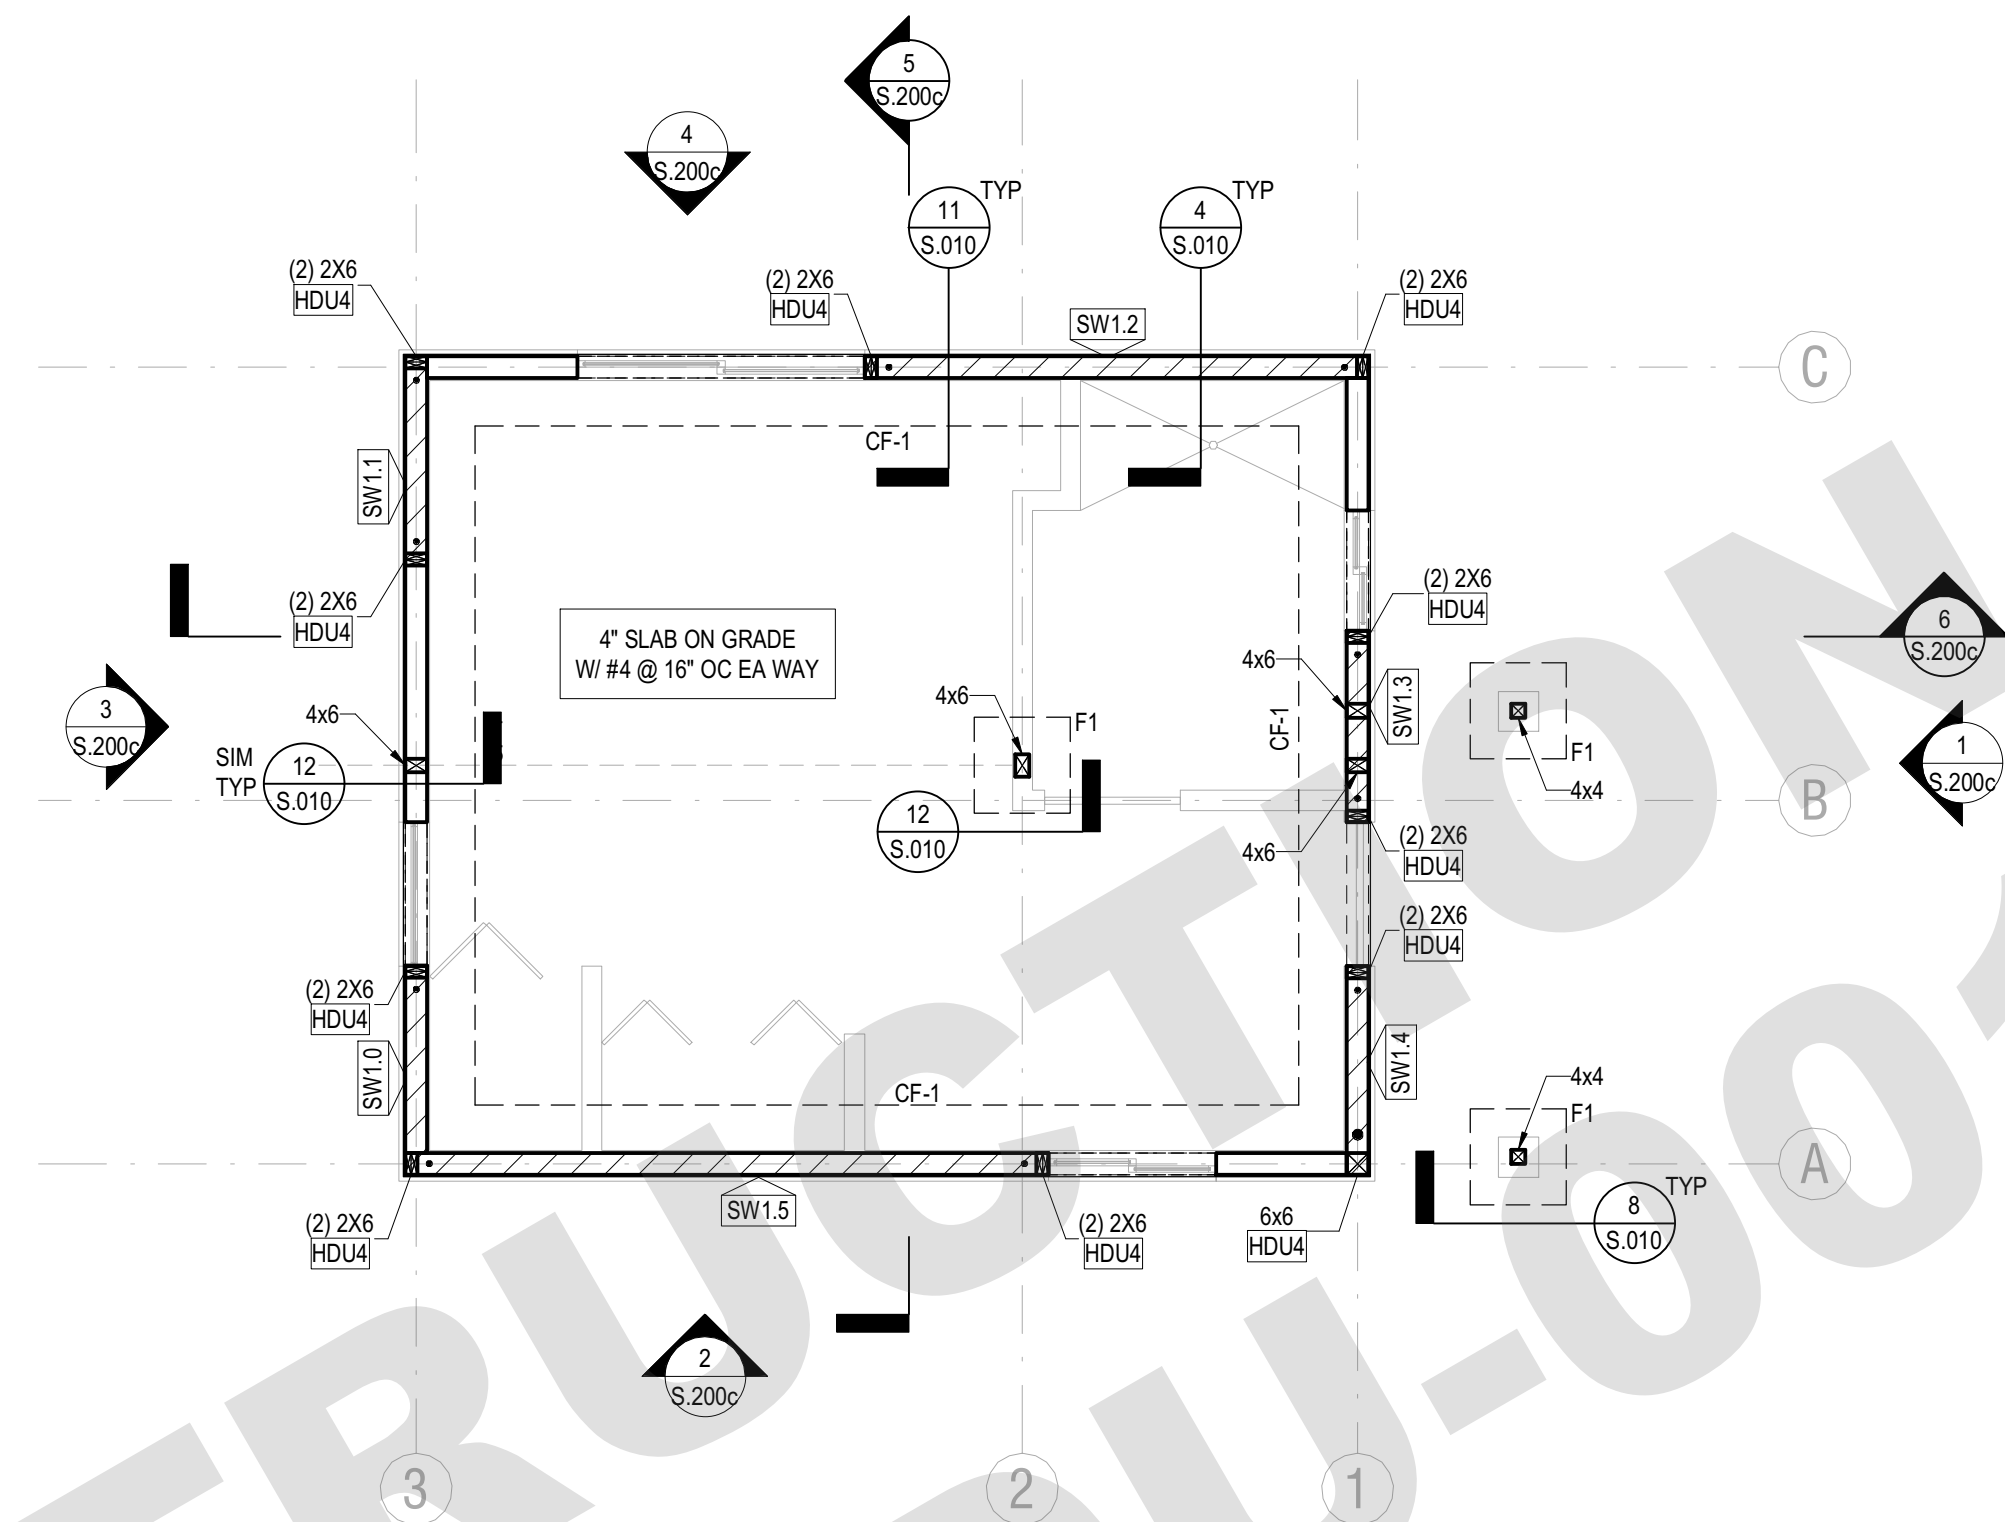 5
S.200c
4
S.200c
11
S.010
TYP
4
S.010
TYP
(2) 2X6
HDU4
(2) 2X6
HDU4
SW1.2
(2) 2X6
HDU4
C
CF-1
SW1.1
(2) 2X6
HDU4
4" SLAB ON GRADE
W/ #4 @ 16" OC EA WAY
(2) 2X6
HDU4
6
S.200c
4x6
SW1.3
CF-1
4x6
F1
F1
4x4
3
S.200c
4x6
SIM
TYP
12
S.010
1
S.200c
B
12
S.010
4x6
(2) 2X6
HDU4
(2) 2X6
HDU4
(2) 2X6
HDU4
SW1.0
CF-1
SW1.4
4x4
F1
A
(2) 2X6
HDU4
SW1.5
(2) 2X6
HDU4
6x6
HDU4
8
S.010
TYP
2
S.200c
3
2
1
TRUCTION
U-00